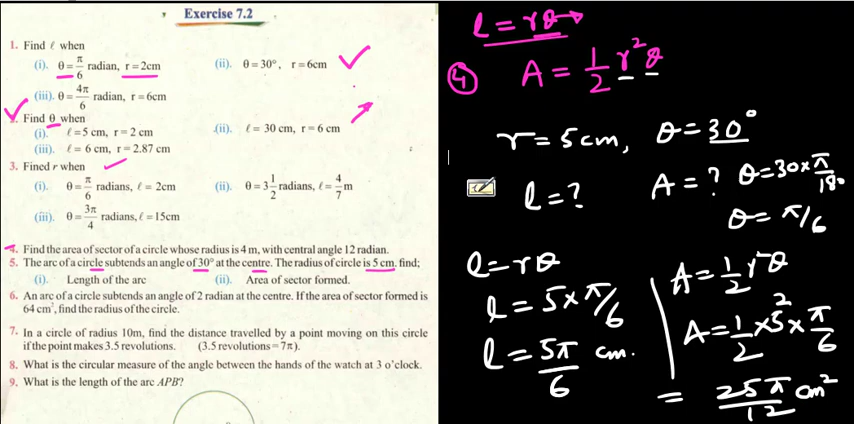 Exercise 7.2
1. Find ℓ when
(i). θ = π/6 radian, r = 2cm (ii). θ = 30°, r = 6cm
(iii). θ = 4π/6 radian, r = 6cm
2. Find θ when
(i). ℓ = 5 cm, r = 2 cm (ii). ℓ = 30 cm, r = 6 cm
(iii). ℓ = 6 cm, r = 2.87 cm
3. Fined r when
(i). θ = π/6 radians, ℓ = 2cm (ii). θ = 3 1/2 radians, ℓ = 4/7 m
(iii). θ = 3π/4 radians, ℓ = 15cm
4. Find the area of sector of a circle whose radius is 4 m, with central angle 12 radian.
5. The arc of a circle subtends an angle of 30° at the centre. The radius of circle is 5 cm. find;
(i). Length of the arc (ii). Area of sector formed.
6. An arc of a circle subtends an angle of 2 radian at the centre. If the area of sector formed is
64 cm², find the radius of the circle.
7. In a circle of radius 10m, find the distance travelled by a point moving on this circle
if the point makes 3.5 revolutions. (3.5 revolutions = 7π).
8. What is the circular measure of the angle between the hands of the watch at 3 o'clock.
9. What is the length of the arc APB?
l = rθ
4 A = 1/2 r²θ
r = 5cm, θ = 30°
l = ? A = ? θ = 30 × π/180
θ = π/6
l = rθ
l = 5 × π/6
l = 5π/6 cm.
A = 1/2 r²θ
A = 1/2 × 5² × π/6
= 25π/12 cm²